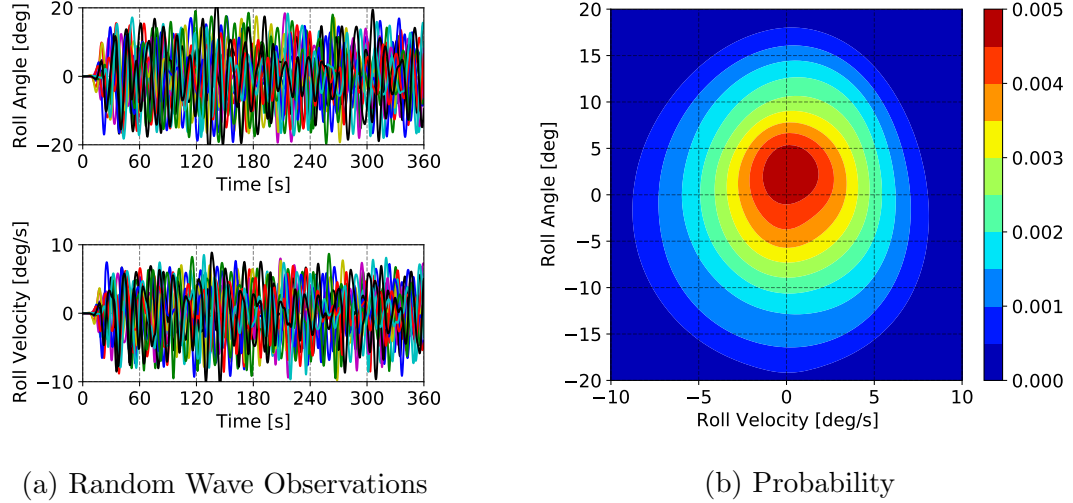 20
0
−20
Roll Angle [deg]
0 60 120 180 240 300 360
Time [s]
10
0
−10
Roll Velocity [deg/s]
0 60 120 180 240 300 360
Time [s]
(a) Random Wave Observations
20
15
10
5
0
−5
−10
−15
−20
Roll Angle [deg]
−10 −5 0 5 10
Roll Velocity [deg/s]
0.005
0.004
0.003
0.002
0.001
0.000
(b) Probability